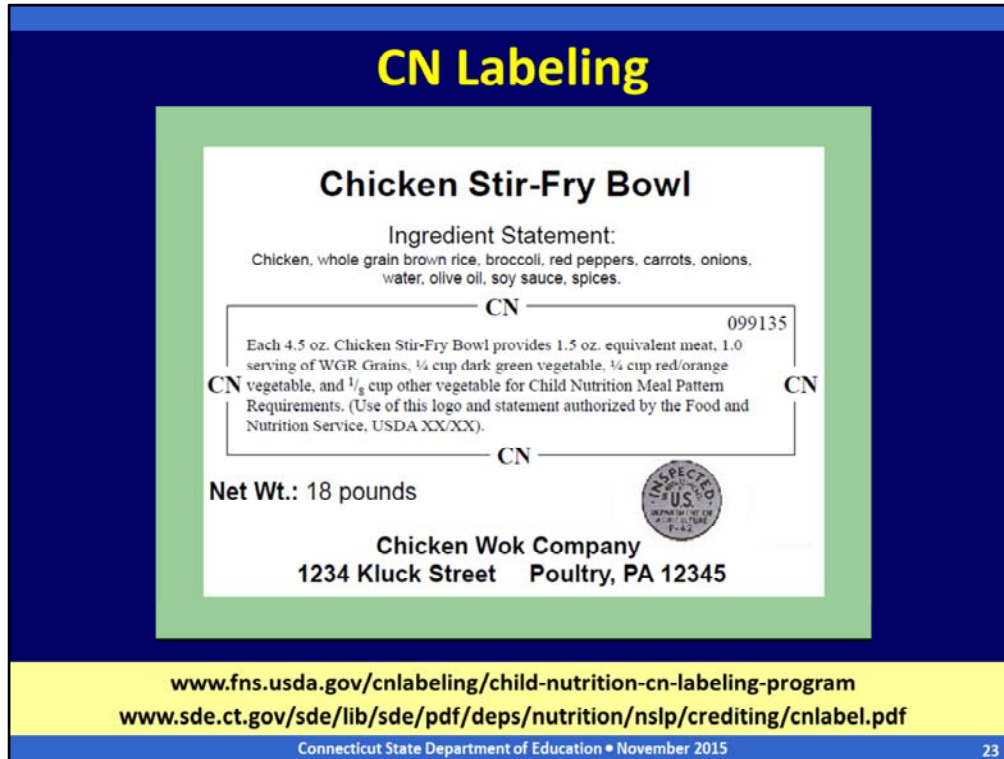 CN Labeling
Chicken Stir-Fry Bowl
Ingredient Statement:
Chicken, whole grain brown rice, broccoli, red peppers, carrots, onions,
water, olive oil, soy sauce, spices.
CN
099135
Each 4.5 oz. Chicken Stir-Fry Bowl provides 1.5 oz. equivalent meat, 1.0
serving of WGR Grains, ¼ cup dark green vegetable, ¼ cup red/orange
CN vegetable, and 1/8 cup other vegetable for Child Nutrition Meal Pattern CN
Requirements. (Use of this logo and statement authorized by the Food and
Nutrition Service, USDA XX/XX).
CN
Net Wt.: 18 pounds
INSPECTED
U.S.
DEPARTMENT OF
AGRICULTURE
P-42
Chicken Wok Company
1234 Kluck Street Poultry, PA 12345
www.fns.usda.gov/cnlabeling/child-nutrition-cn-labeling-program
www.sde.ct.gov/sde/lib/sde/pdf/deps/nutrition/nslp/crediting/cnlabel.pdf
Connecticut State Department of Education • November 2015
23